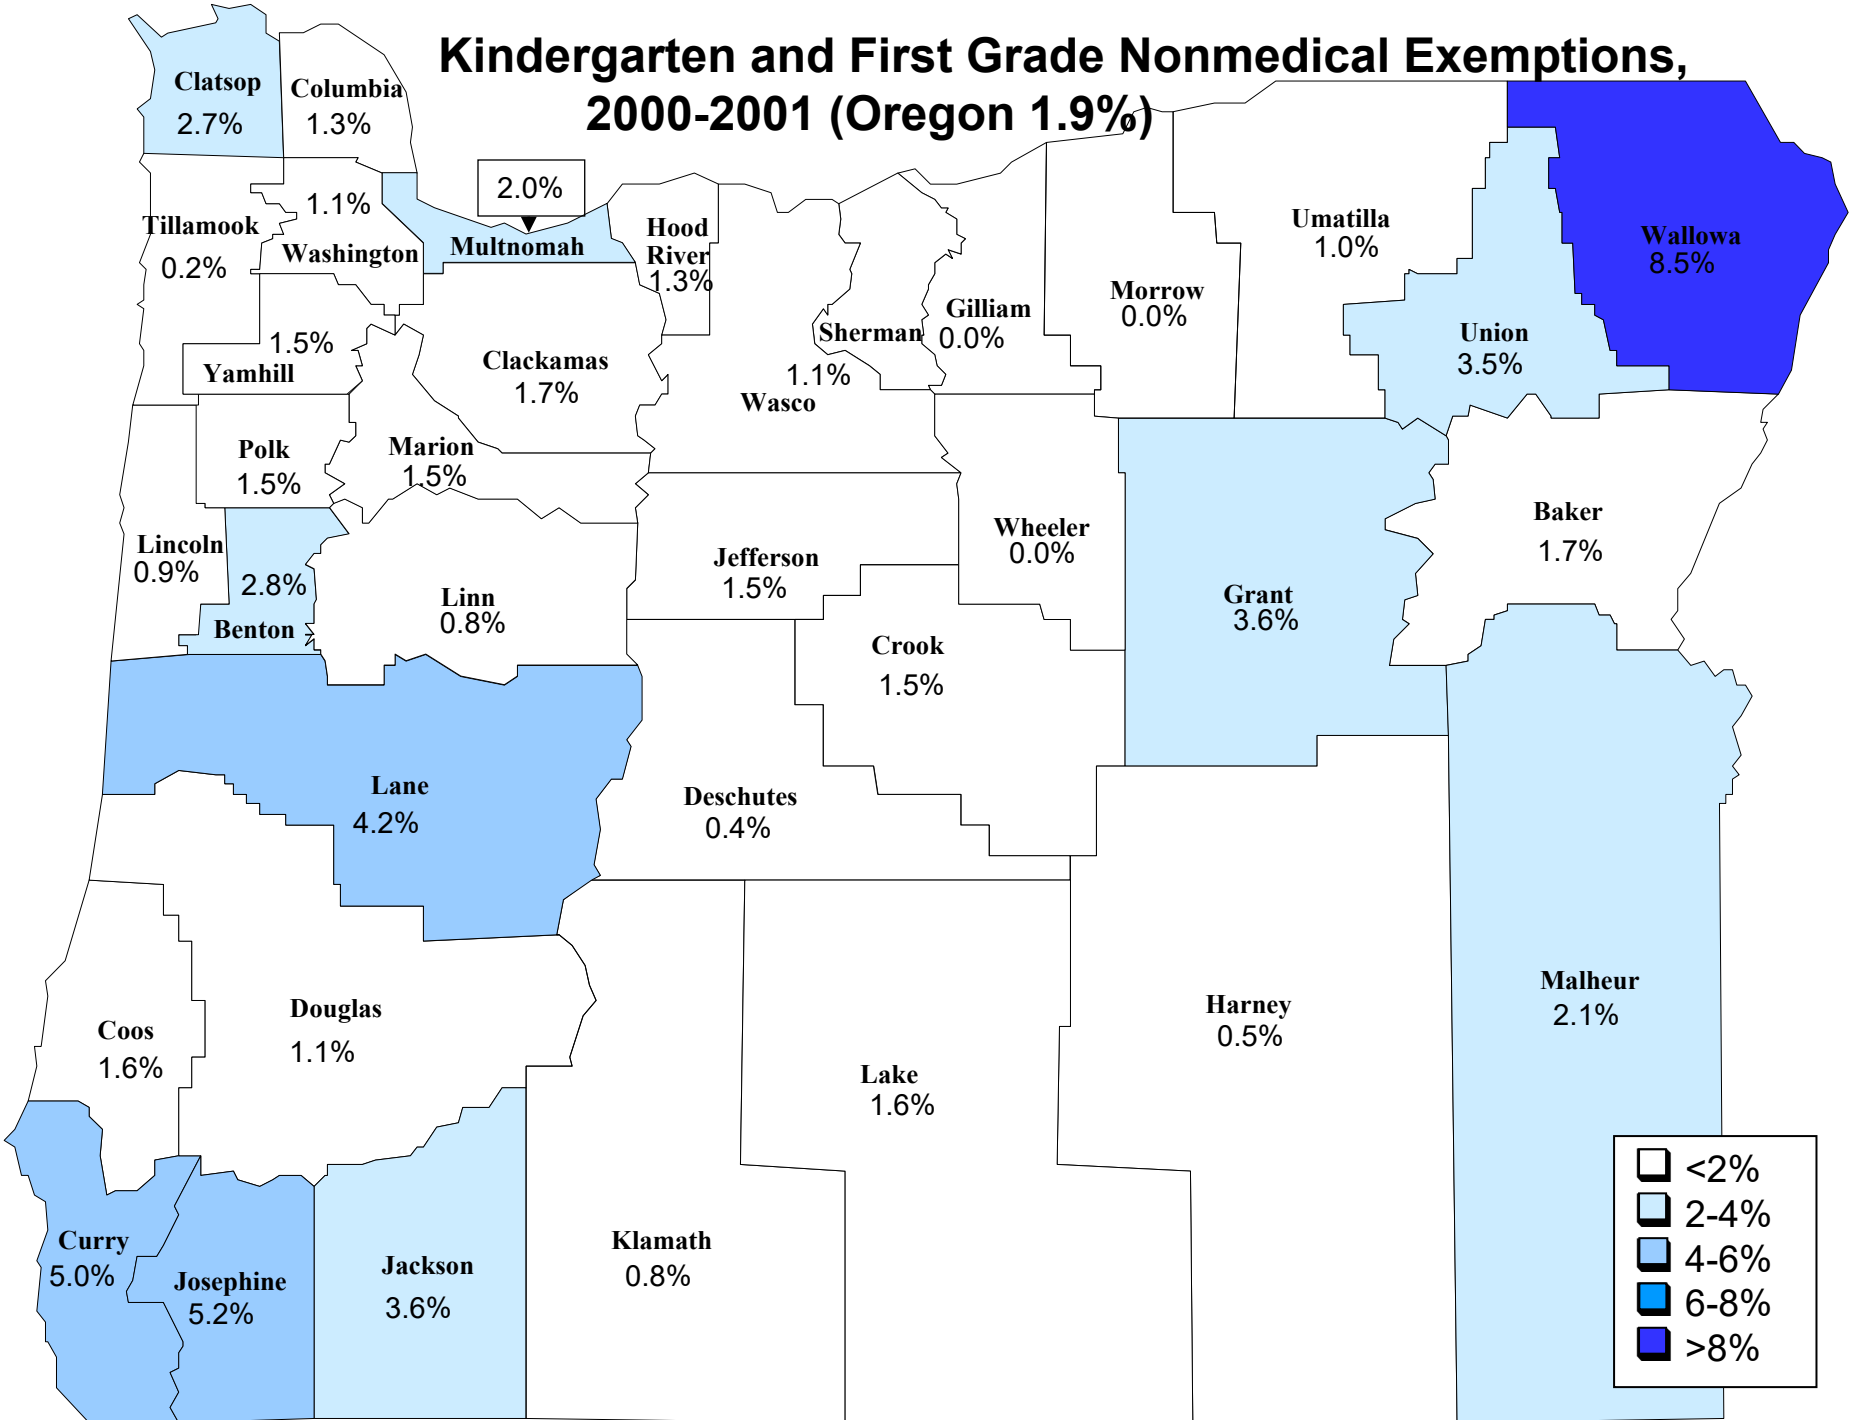 Kindergarten and First Grade Nonmedical Exemptions,
2000-2001 (Oregon 1.9%)
Clatsop
2.7%
Columbia
1.3%
2.0%
Multnomah
1.1%
Washington
Tillamook
0.2%
Hood
River
1.3%
Umatilla
1.0%
Wallowa
8.5%
Morrow
0.0%
Gilliam
0.0%
Sherman
1.1%
Wasco
Union
3.5%
1.5%
Yamhill
Clackamas
1.7%
Polk
1.5%
Marion
1.5%
Lincoln
0.9%
2.8%
Benton
Linn
0.8%
Jefferson
1.5%
Wheeler
0.0%
Grant
3.6%
Baker
1.7%
Crook
1.5%
Lane
4.2%
Deschutes
0.4%
Douglas
1.1%
Coos
1.6%
Harney
0.5%
Malheur
2.1%
Lake
1.6%
Curry
5.0%
Josephine
5.2%
Jackson
3.6%
Klamath
0.8%
<2%
2-4%
4-6%
6-8%
>8%